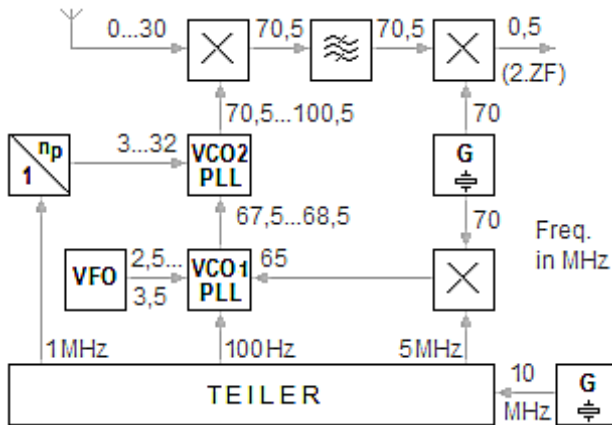 0...30
70,5
70,5
0,5
(2.ZF)
70,5...100,5
70
np
1
3...32
VCO2
PLL
G
67,5...68,5
70
Freq.
in MHz
VFO
2,5...
3,5
VCO1
PLL
65
1MHz
100Hz
5MHz
TEILER
10
MHz
G